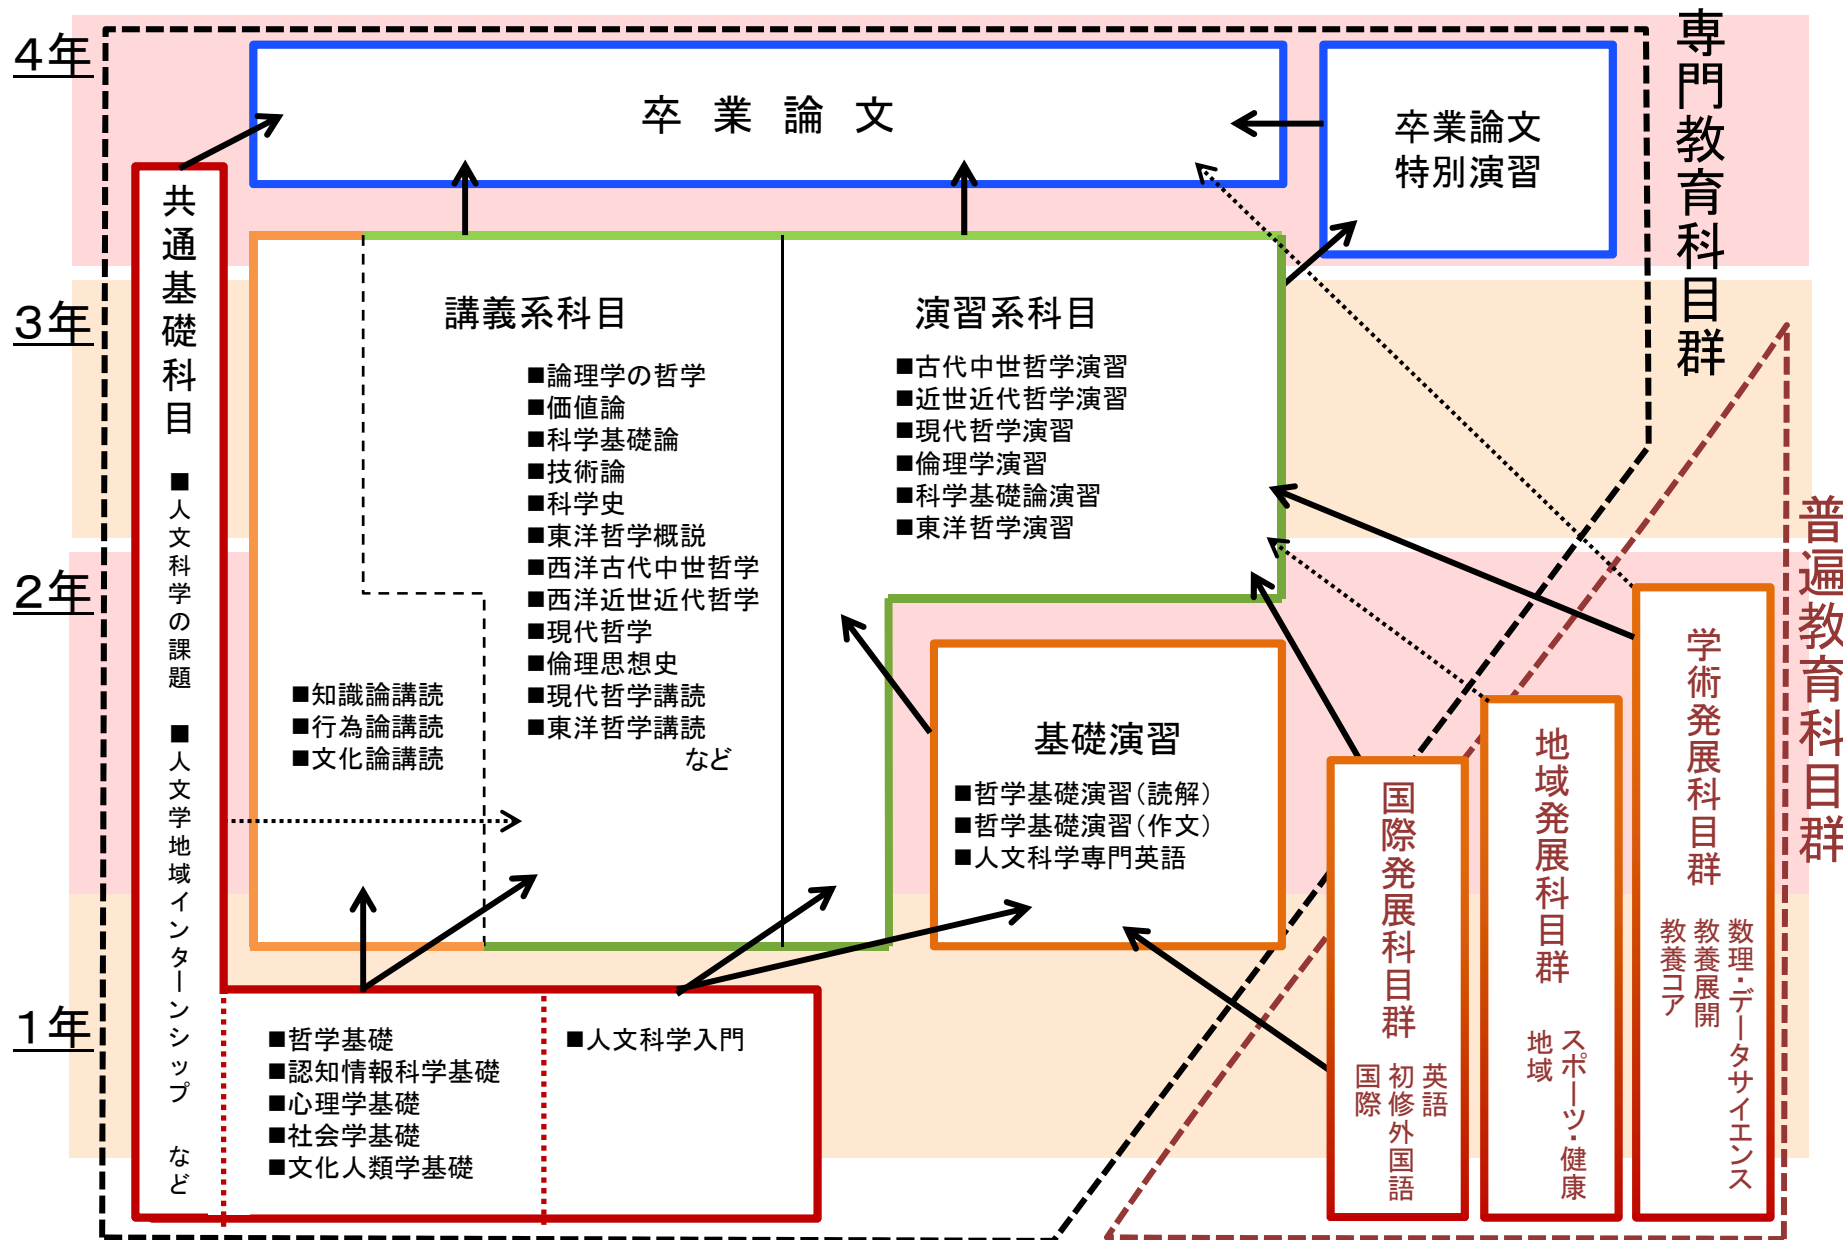 4年
卒業論文
卒業論文
特別演習
専門教育科目群
共通基礎科目
■人文科学の課題 ■人文学地域インターンシップ など
3年
講義系科目
■論理学の哲学
■価値論
■科学基礎論
■技術論
■科学史
■東洋哲学概説
■西洋古代中世哲学
■西洋近世近代哲学
■現代哲学
■倫理思想史
■現代哲学講読
■東洋哲学講読
など
■知識論講読
■行為論講読
■文化論講読
演習系科目
■古代中世哲学演習
■近世近代哲学演習
■現代哲学演習
■倫理学演習
■科学基礎論演習
■東洋哲学演習
2年
基礎演習
■哲学基礎演習(読解)
■哲学基礎演習(作文)
■人文科学専門英語
普遍教育科目群
学術発展科目群
数理・データサイエンス
教養展開
教養コア
地域発展科目群
スポーツ・健康
地域
国際発展科目群
英語
初修外国語
国際
1年
■哲学基礎
■認知情報科学基礎
■心理学基礎
■社会学基礎
■文化人類学基礎
■人文科学入門